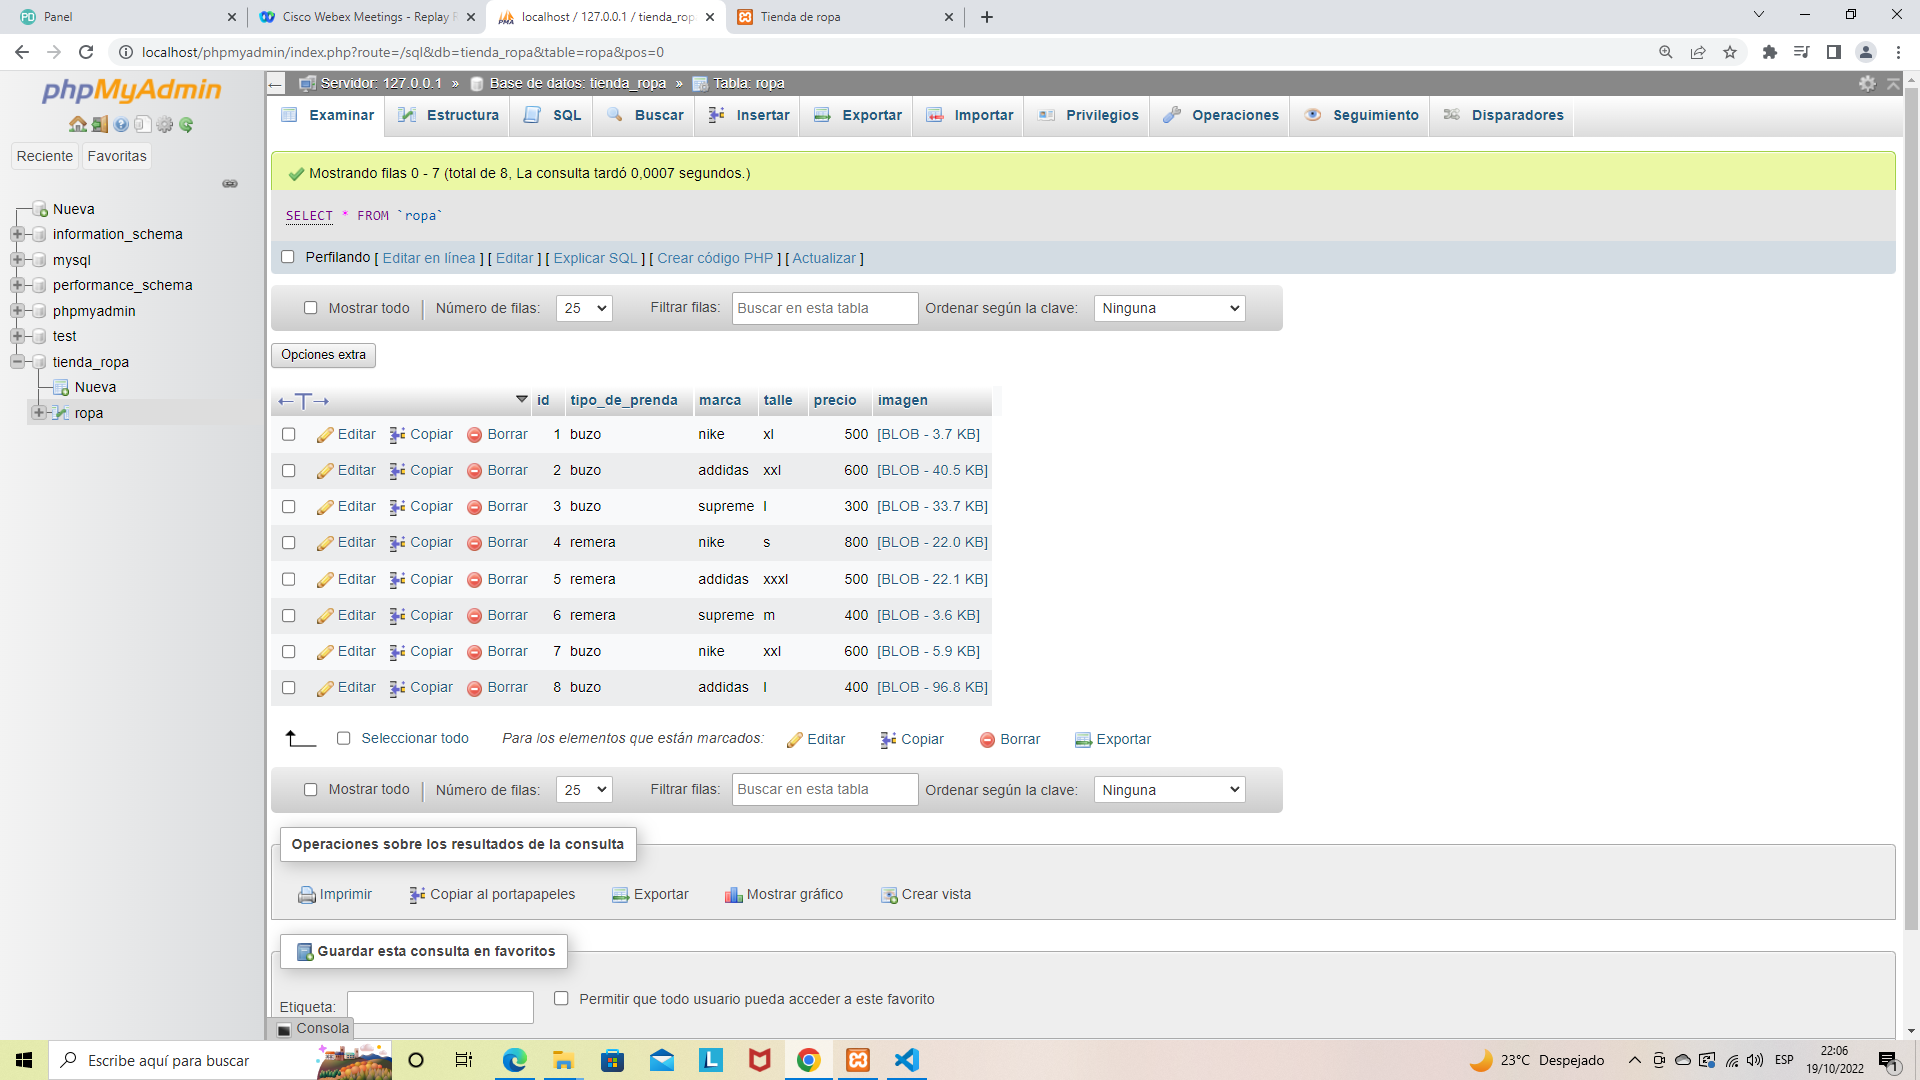 Panel
Cisco Webex Meetings - Replay R
localhost / 127.0.0.1 / tienda_rop
Tienda de ropa
localhost/phpmyadmin/index.php?route=/sql&db=tienda_ropa&table=ropa&pos=0
phpMyAdmin
Reciente Favoritas
Nueva
information_schema
mysql
performance_schema
phpmyadmin
test
tienda_ropa
Nueva
ropa
Servidor: 127.0.0.1 » Base de datos: tienda_ropa » Tabla: ropa
Examinar Estructura SQL Buscar Insertar Exportar Importar Privilegios Operaciones Seguimiento Disparadores
Mostrando filas 0 - 7 (total de 8, La consulta tardó 0,0007 segundos.)
SELECT * FROM `ropa`
Perfilando [ Editar en línea ] [ Editar ] [ Explicar SQL ] [ Crear código PHP ] [ Actualizar ]
Mostrar todo Número de filas: 25 Filtrar filas: Buscar en esta tabla Ordenar según la clave: Ninguna
Opciones extra
id tipo_de_prenda marca talle precio imagen
Editar Copiar Borrar 1 buzo nike xl 500 [BLOB - 3.7 KB]
Editar Copiar Borrar 2 buzo addidas xxl 600 [BLOB - 40.5 KB]
Editar Copiar Borrar 3 buzo supreme l 300 [BLOB - 33.7 KB]
Editar Copiar Borrar 4 remera nike s 800 [BLOB - 22.0 KB]
Editar Copiar Borrar 5 remera addidas xxxl 500 [BLOB - 22.1 KB]
Editar Copiar Borrar 6 remera supreme m 400 [BLOB - 3.6 KB]
Editar Copiar Borrar 7 buzo nike xxl 600 [BLOB - 5.9 KB]
Editar Copiar Borrar 8 buzo addidas l 400 [BLOB - 96.8 KB]
Seleccionar todo Para los elementos que están marcados: Editar Copiar Borrar Exportar
Mostrar todo Número de filas: 25 Filtrar filas: Buscar en esta tabla Ordenar según la clave: Ninguna
Operaciones sobre los resultados de la consulta
Imprimir Copiar al portapapeles Exportar Mostrar gráfico Crear vista
Guardar esta consulta en favoritos
Etiqueta: Permitir que todo usuario pueda acceder a este favorito
Consola
Escribe aquí para buscar
23°C Despejado
ESP
22:06
19/10/2022
1